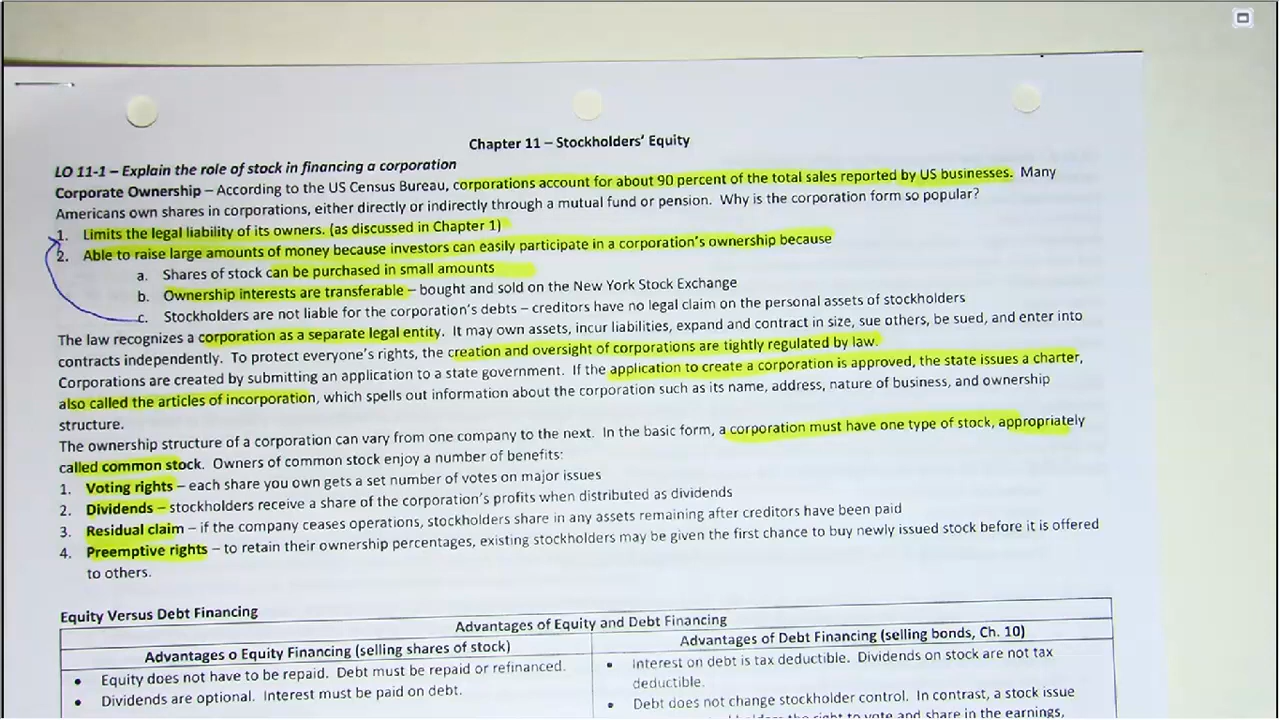 Chapter 11 – Stockholders' Equity
LO 11-1 – Explain the role of stock in financing a corporation
Corporate Ownership – According to the US Census Bureau, corporations account for about 90 percent of the total sales reported by US businesses. Many
Americans own shares in corporations, either directly or indirectly through a mutual fund or pension. Why is the corporation form so popular?
1. Limits the legal liability of its owners. (as discussed in Chapter 1)
2. Able to raise large amounts of money because investors can easily participate in a corporation's ownership because
a. Shares of stock can be purchased in small amounts
b. Ownership interests are transferable – bought and sold on the New York Stock Exchange
c. Stockholders are not liable for the corporation's debts – creditors have no legal claim on the personal assets of stockholders
The law recognizes a corporation as a separate legal entity. It may own assets, incur liabilities, expand and contract in size, sue others, be sued, and enter into
contracts independently. To protect everyone's rights, the creation and oversight of corporations are tightly regulated by law.
Corporations are created by submitting an application to a state government. If the application to create a corporation is approved, the state issues a charter,
also called the articles of incorporation, which spells out information about the corporation such as its name, address, nature of business, and ownership
structure.
The ownership structure of a corporation can vary from one company to the next. In the basic form, a corporation must have one type of stock, appropriately
called common stock. Owners of common stock enjoy a number of benefits:
1. Voting rights – each share you own gets a set number of votes on major issues
2. Dividends – stockholders receive a share of the corporation's profits when distributed as dividends
3. Residual claim – if the company ceases operations, stockholders share in any assets remaining after creditors have been paid
4. Preemptive rights – to retain their ownership percentages, existing stockholders may be given the first chance to buy newly issued stock before it is offered
to others.
Equity Versus Debt Financing
Advantages of Equity and Debt Financing
Advantages o Equity Financing (selling shares of stock)
• Equity does not have to be repaid. Debt must be repaid or refinanced.
• Dividends are optional. Interest must be paid on debt.
Advantages of Debt Financing (selling bonds, Ch. 10)
• Interest on debt is tax deductible. Dividends on stock are not tax
deductible.
• Debt does not change stockholder control. In contrast, a stock issue
the right to vote and share in the earnings,